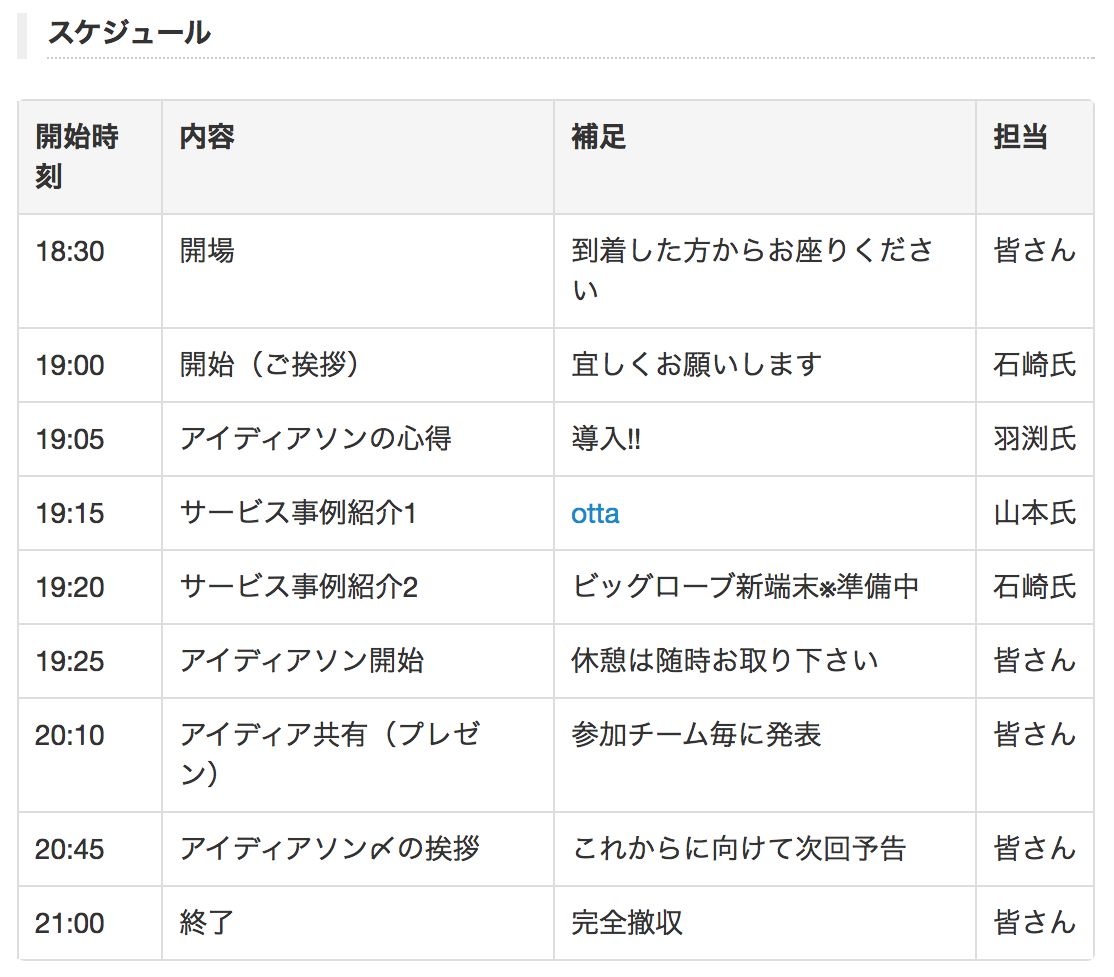 スケジュール
開始時刻 内容 補足 担当
18:30 開場 到着した方からお座りください 皆さん
19:00 開始（ご挨拶） 宜しくお願いします 石崎氏
19:05 アイディアソンの心得 導入!! 羽渕氏
19:15 サービス事例紹介1 otta 山本氏
19:20 サービス事例紹介2 ビッグローブ新端末※準備中 石崎氏
19:25 アイディアソン開始 休憩は随時お取り下さい 皆さん
20:10 アイディア共有（プレゼン） 参加チーム毎に発表 皆さん
20:45 アイディアソン〆の挨拶 これからに向けて次回予告 皆さん
21:00 終了 完全撤収 皆さん